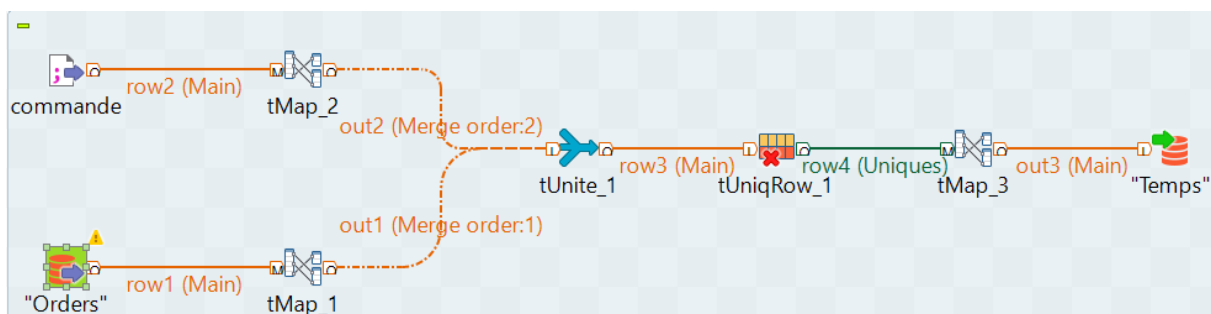 commande
row2 (Main)
tMap_2
out2 (Merge order:2)
tUnite_1
row3 (Main)
tUniqRow_1
row4 (Uniques)
tMap_3
out3 (Main)
"Temps"
out1 (Merge order:1)
"Orders"
row1 (Main)
tMap_1